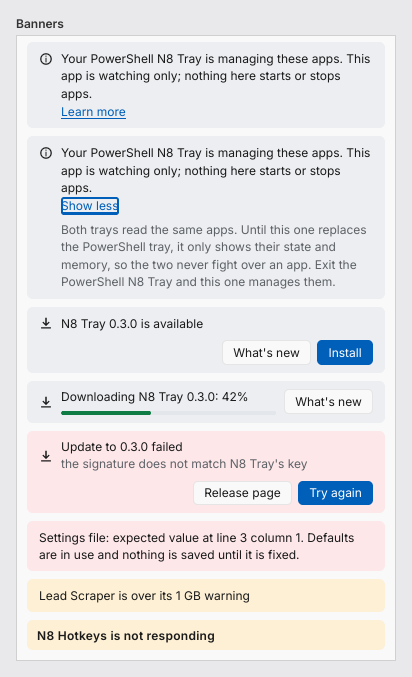 Banners
Your PowerShell N8 Tray is managing these apps. This
app is watching only; nothing here starts or stops
apps.
Learn more
Your PowerShell N8 Tray is managing these apps. This
app is watching only; nothing here starts or stops
apps.
Show less
Both trays read the same apps. Until this one replaces
the PowerShell tray, it only shows their state and
memory, so the two never fight over an app. Exit the
PowerShell N8 Tray and this one manages them.
N8 Tray 0.3.0 is available
What's new
Install
Downloading N8 Tray 0.3.0: 42%
What's new
Update to 0.3.0 failed
the signature does not match N8 Tray's key
Release page
Try again
Settings file: expected value at line 3 column 1. Defaults
are in use and nothing is saved until it is fixed.
Lead Scraper is over its 1 GB warning
N8 Hotkeys is not responding